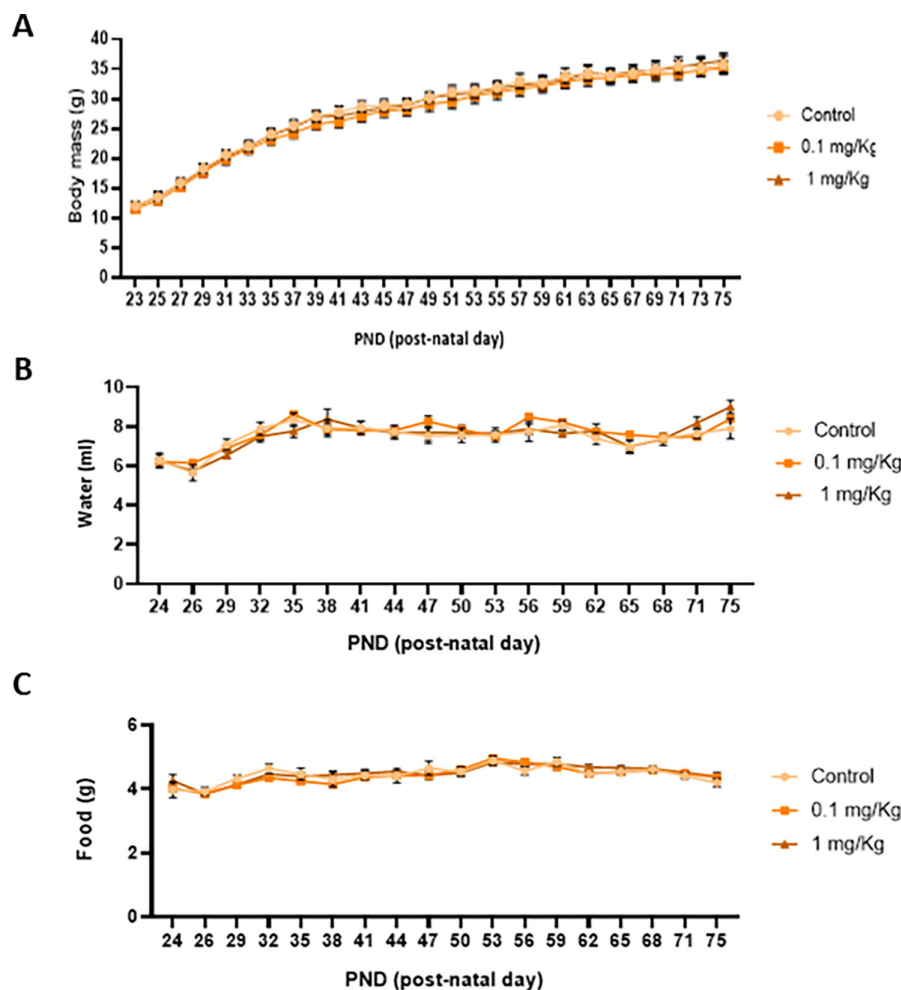 A
40
35
30
25
20
15
10
5
0
Body mass (g)
23 25 27 29 31 33 35 37 39 41 43 45 47 49 51 53 55 57 59 61 63 65 67 69 71 73 75
PND (post-natal day)
Control
0.1 mg/Kg
1 mg/Kg
B
10
8
6
4
2
0
Water (ml)
24 26 29 32 35 38 41 44 47 50 53 56 59 62 65 68 71 75
PND (post-natal day)
Control
0.1 mg/Kg
1 mg/Kg
C
6
4
2
0
Food (g)
24 26 29 32 35 38 41 44 47 50 53 56 59 62 65 68 71 75
PND (post-natal day)
Control
0.1 mg/Kg
1 mg/Kg